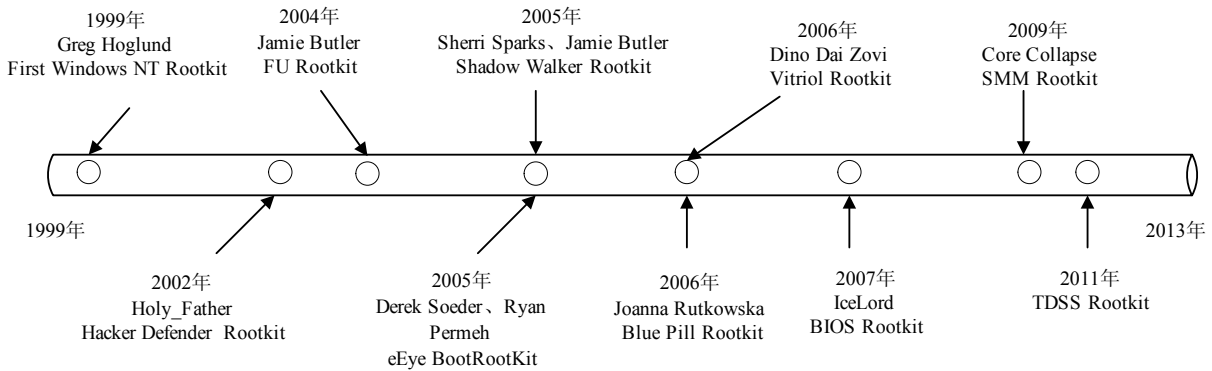 1999年
Greg Hoglund
First Windows NT Rootkit
2004年
Jamie Butler
FU Rootkit
2005年
Sherri Sparks、Jamie Butler
Shadow Walker Rootkit
2006年
Dino Dai Zovi
Vitriol Rootkit
2009年
Core Collapse
SMM Rootkit
1999年
2013年
2002年
Holy_Father
Hacker Defender Rootkit
2005年
Derek Soeder、Ryan
Permeh
eEye BootRootKit
2006年
Joanna Rutkowska
Blue Pill Rootkit
2007年
IceLord
BIOS Rootkit
2011年
TDSS Rootkit